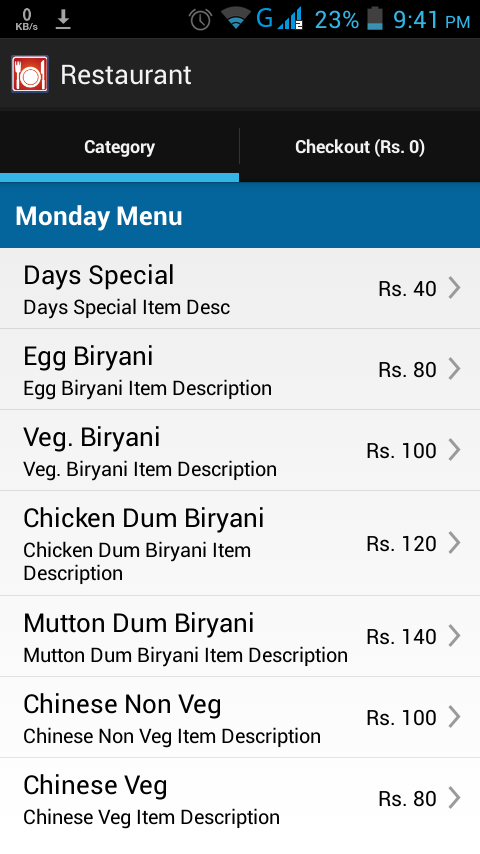 0
KB/s
G
2
23%
9:41 PM
Restaurant
Category
Checkout (Rs. 0)
Monday Menu
Days Special
Days Special Item Desc
Rs. 40
Egg Biryani
Egg Biryani Item Description
Rs. 80
Veg. Biryani
Veg. Biryani Item Description
Rs. 100
Chicken Dum Biryani
Chicken Dum Biryani Item
Description
Rs. 120
Mutton Dum Biryani
Mutton Dum Biryani Item Description
Rs. 140
Chinese Non Veg
Chinese Non Veg Item Description
Rs. 100
Chinese Veg
Chinese Veg Item Description
Rs. 80